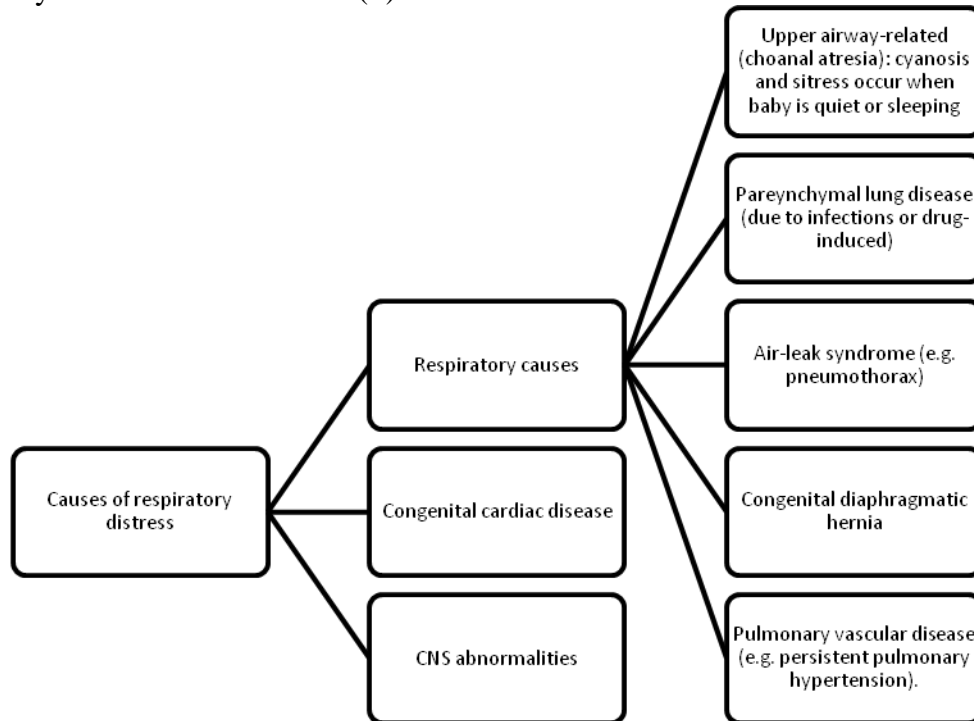 Upper airway-related
(choanal atresia): cyanosis
and sitress occur when
baby is quiet or sleeping
Pareynchymal lung disease
(due to infections or drug-
induced)
Respiratory causes
Air-leak syndrome (e.g.
pneumothorax)
Causes of respiratory
distress
Congenital cardiac disease
Congenital diaphragmatic
hernia
CNS abnormalities
Pulmonary vascular disease
(e.g. persistent pulmonary
hypertension).